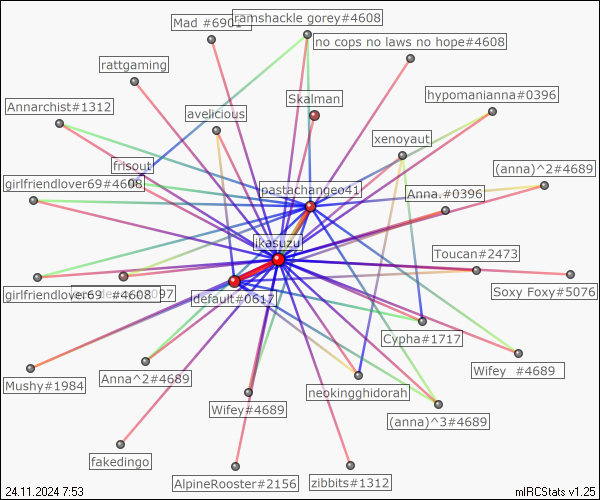 Mad #6901
ramshackle gorey#4608
no cops no laws no hope#4608
rattgaming
Skalman
hypomanianna#0396
Annarchist#1312
avelicious
xenoyaut
frisout
(anna)^2#4689
girlfriendlover69#4608
pastachangeo41
Anna.#0396
ikasuzu
Toucan#2473
girlfriendlover69 #4608
default#0617
Soxy Foxy#5076
Cypha#1717
Mushy#1984
Anna^2#4689
neokingghidorah
Wifey #4689
Wifey#4689
(anna)^3#4689
fakedingo
AlpineRooster#2156
zibbits#1312
24.11.2024 7:53
mIRCStats v1.25